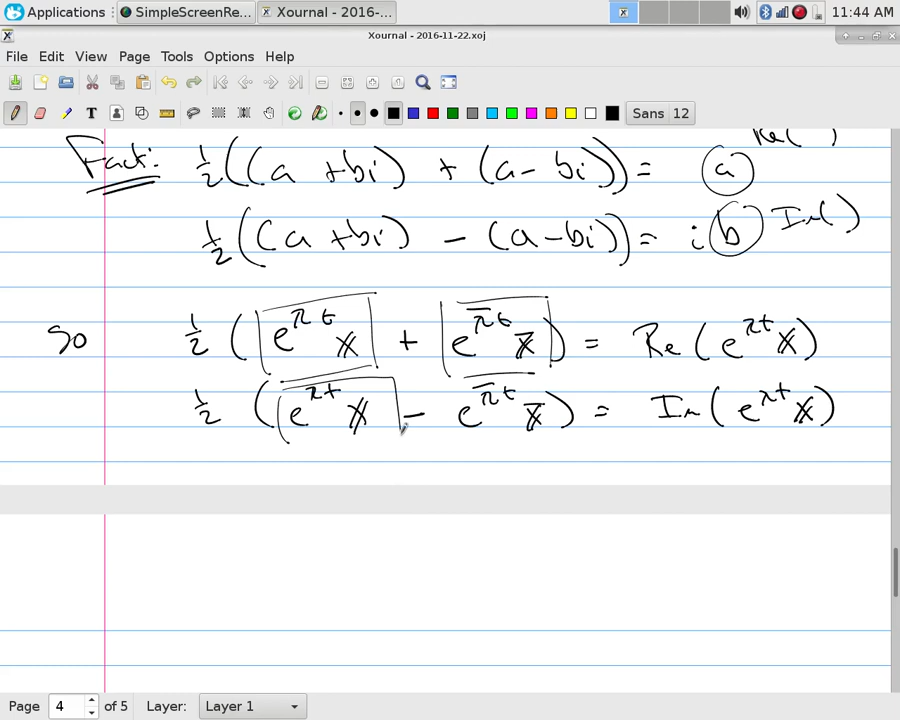 Applications SimpleScreenRe... Xournal - 2016-... 11:44 AM
Xournal - 2016-11-22.xoj
File Edit View Page Tools Options Help
T Sans 12
Re( )
Fact: ½((a + bi) + (a - bi)) = a
½((a + bi) - (a - bi)) = i b Im( )
So ½(e^{λt} x + e^{λ̄t} x̄) = Re(e^{λt} x)
½(e^{λt} x - e^{λ̄t} x̄) = Im(e^{λt} x)
Page 4 of 5 Layer: Layer 1